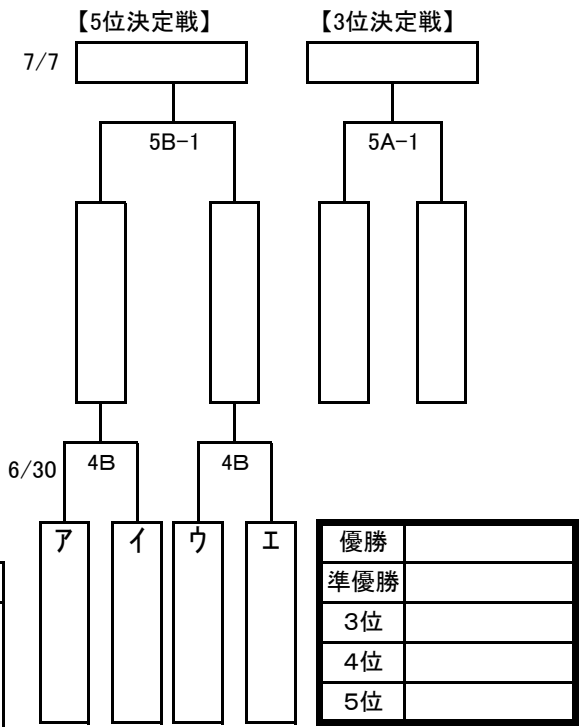 【5位決定戦】 【3位決定戦】
7/7
5B-1 5A-1
6/30 4B 4B
ア イ ウ エ
優勝
準優勝
3位
4位
5位